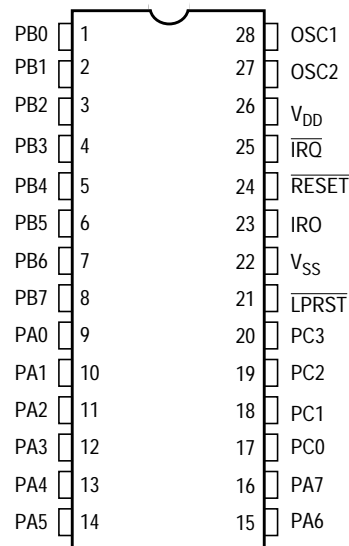 PB0 1 28 OSC1
PB1 2 27 OSC2
PB2 3 26 VDD
PB3 4 25 IRQ
PB4 5 24 RESET
PB5 6 23 IRO
PB6 7 22 VSS
PB7 8 21 LPRST
PA0 9 20 PC3
PA1 10 19 PC2
PA2 11 18 PC1
PA3 12 17 PC0
PA4 13 16 PA7
PA5 14 15 PA6